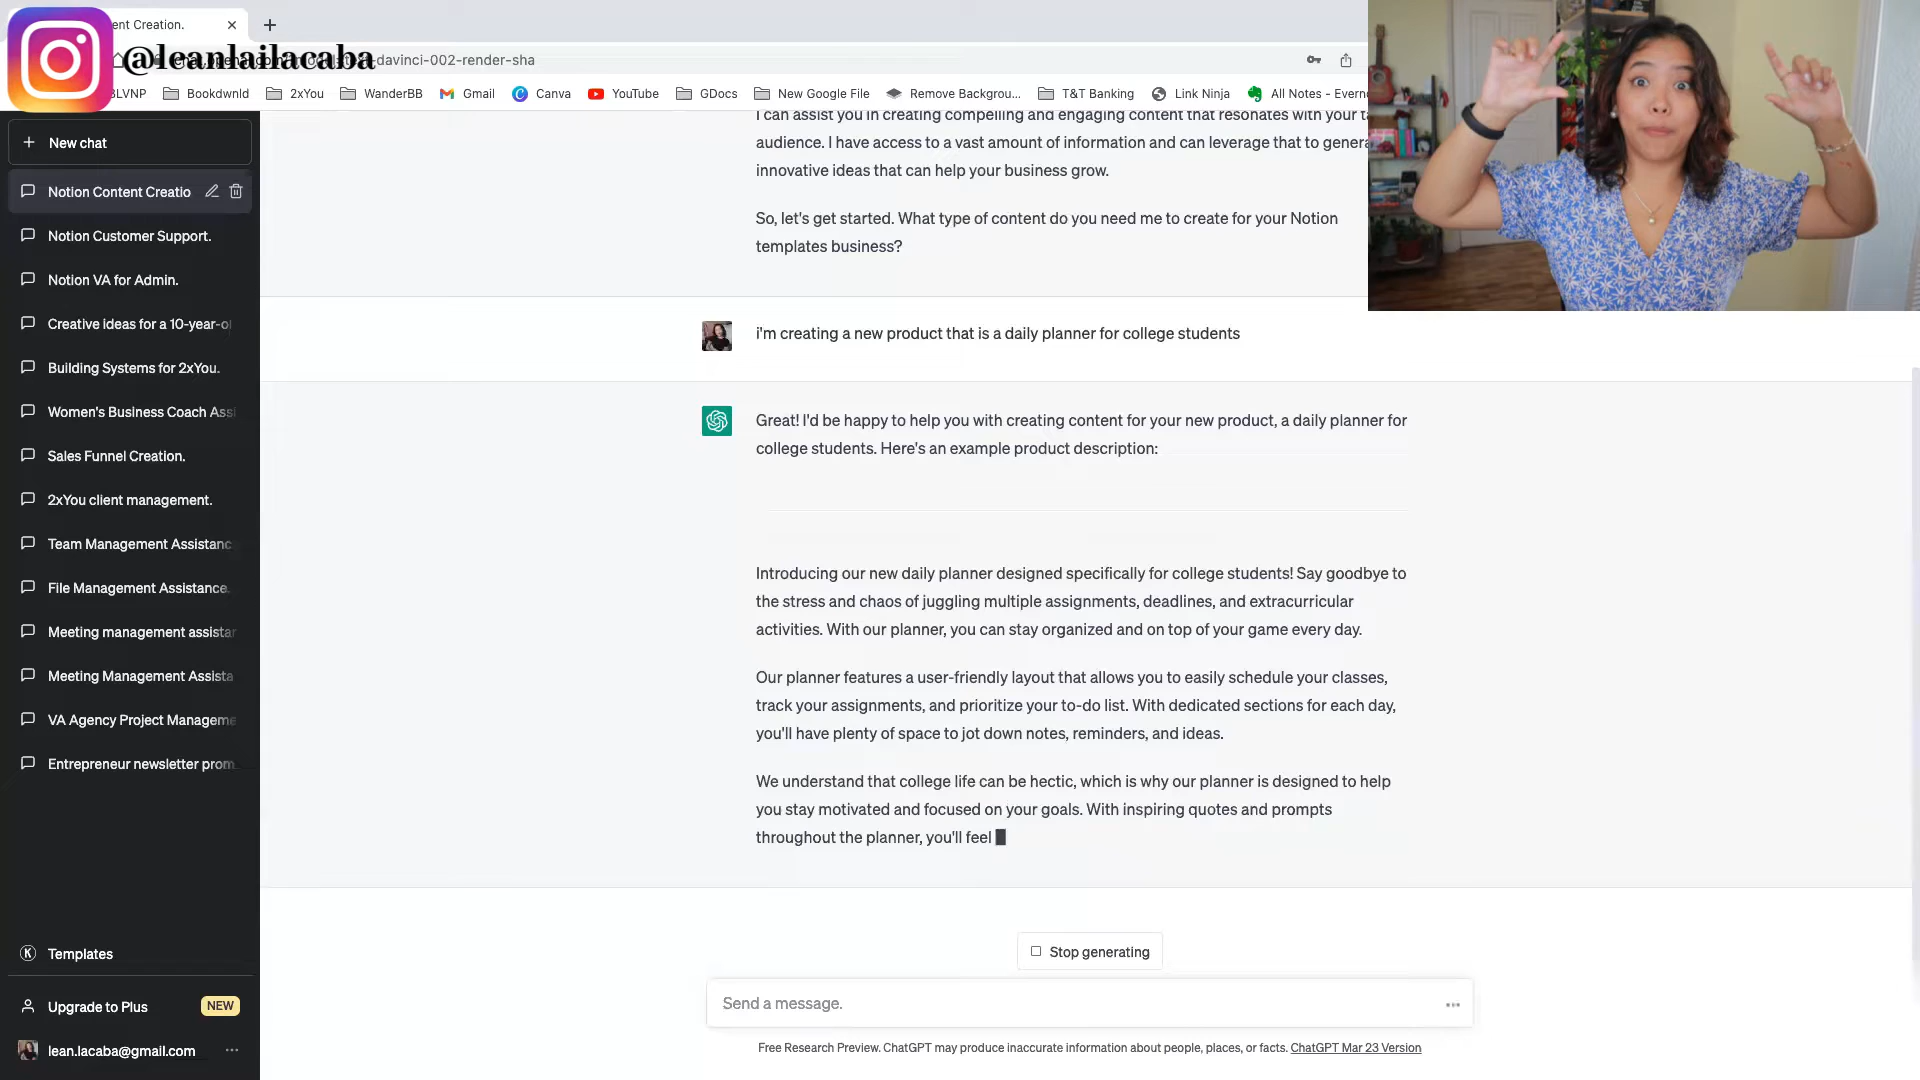 ent Creation.
@leanlailacaba
davinci-002-render-sha
BLVNP
Bookdwnld
2xYou
WanderBB
Gmail
Canva
YouTube
GDocs
New Google File
Remove Backgrou...
T&T Banking
Link Ninja
All Notes - Evern
New chat
Notion Content Creatio
Notion Customer Support.
Notion VA for Admin.
Creative ideas for a 10-year-ol
Building Systems for 2xYou.
Women's Business Coach Assi
Sales Funnel Creation.
2xYou client management.
Team Management Assistanc
File Management Assistance.
Meeting management assistar
Meeting Management Assista
VA Agency Project Manageme
Entrepreneur newsletter prom
Templates
Upgrade to Plus NEW
lean.lacaba@gmail.com
I can assist you in creating compelling and engaging content that resonates with your ta
audience. I have access to a vast amount of information and can leverage that to genera
innovative ideas that can help your business grow.
So, let's get started. What type of content do you need me to create for your Notion
templates business?
i'm creating a new product that is a daily planner for college students
Great! I'd be happy to help you with creating content for your new product, a daily planner for
college students. Here's an example product description:
Introducing our new daily planner designed specifically for college students! Say goodbye to
the stress and chaos of juggling multiple assignments, deadlines, and extracurricular
activities. With our planner, you can stay organized and on top of your game every day.
Our planner features a user-friendly layout that allows you to easily schedule your classes,
track your assignments, and prioritize your to-do list. With dedicated sections for each day,
you'll have plenty of space to jot down notes, reminders, and ideas.
We understand that college life can be hectic, which is why our planner is designed to help
you stay motivated and focused on your goals. With inspiring quotes and prompts
throughout the planner, you'll feel
Stop generating
Send a message.
Free Research Preview. ChatGPT may produce inaccurate information about people, places, or facts. ChatGPT Mar 23 Version